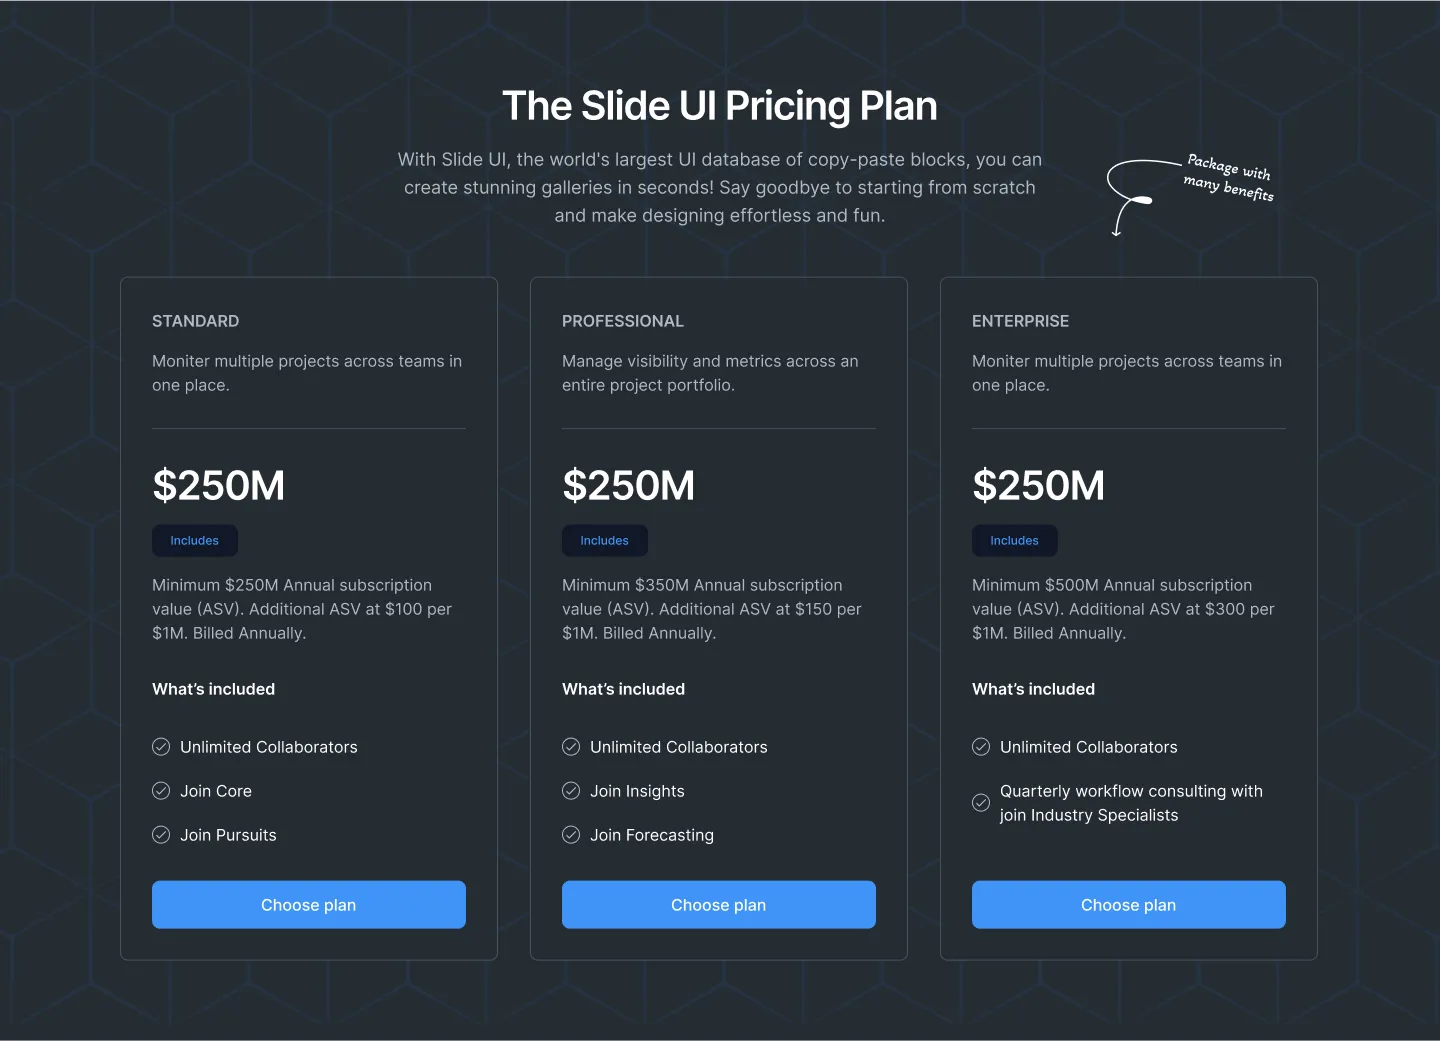 The Slide UI Pricing Plan
With Slide UI, the world's largest UI database of copy-paste blocks, you can
create stunning galleries in seconds! Say goodbye to starting from scratch
and make designing effortless and fun.
Package with
many benefits
STANDARD
Moniter multiple projects across teams in
one place.
$250M
Includes
Minimum $250M Annual subscription
value (ASV). Additional ASV at $100 per
$1M. Billed Annually.
What’s included
Unlimited Collaborators
Join Core
Join Pursuits
Choose plan
PROFESSIONAL
Manage visibility and metrics across an
entire project portfolio.
$250M
Includes
Minimum $350M Annual subscription
value (ASV). Additional ASV at $150 per
$1M. Billed Annually.
What’s included
Unlimited Collaborators
Join Insights
Join Forecasting
Choose plan
ENTERPRISE
Moniter multiple projects across teams in
one place.
$250M
Includes
Minimum $500M Annual subscription
value (ASV). Additional ASV at $300 per
$1M. Billed Annually.
What’s included
Unlimited Collaborators
Quarterly workflow consulting with
join Industry Specialists
Choose plan